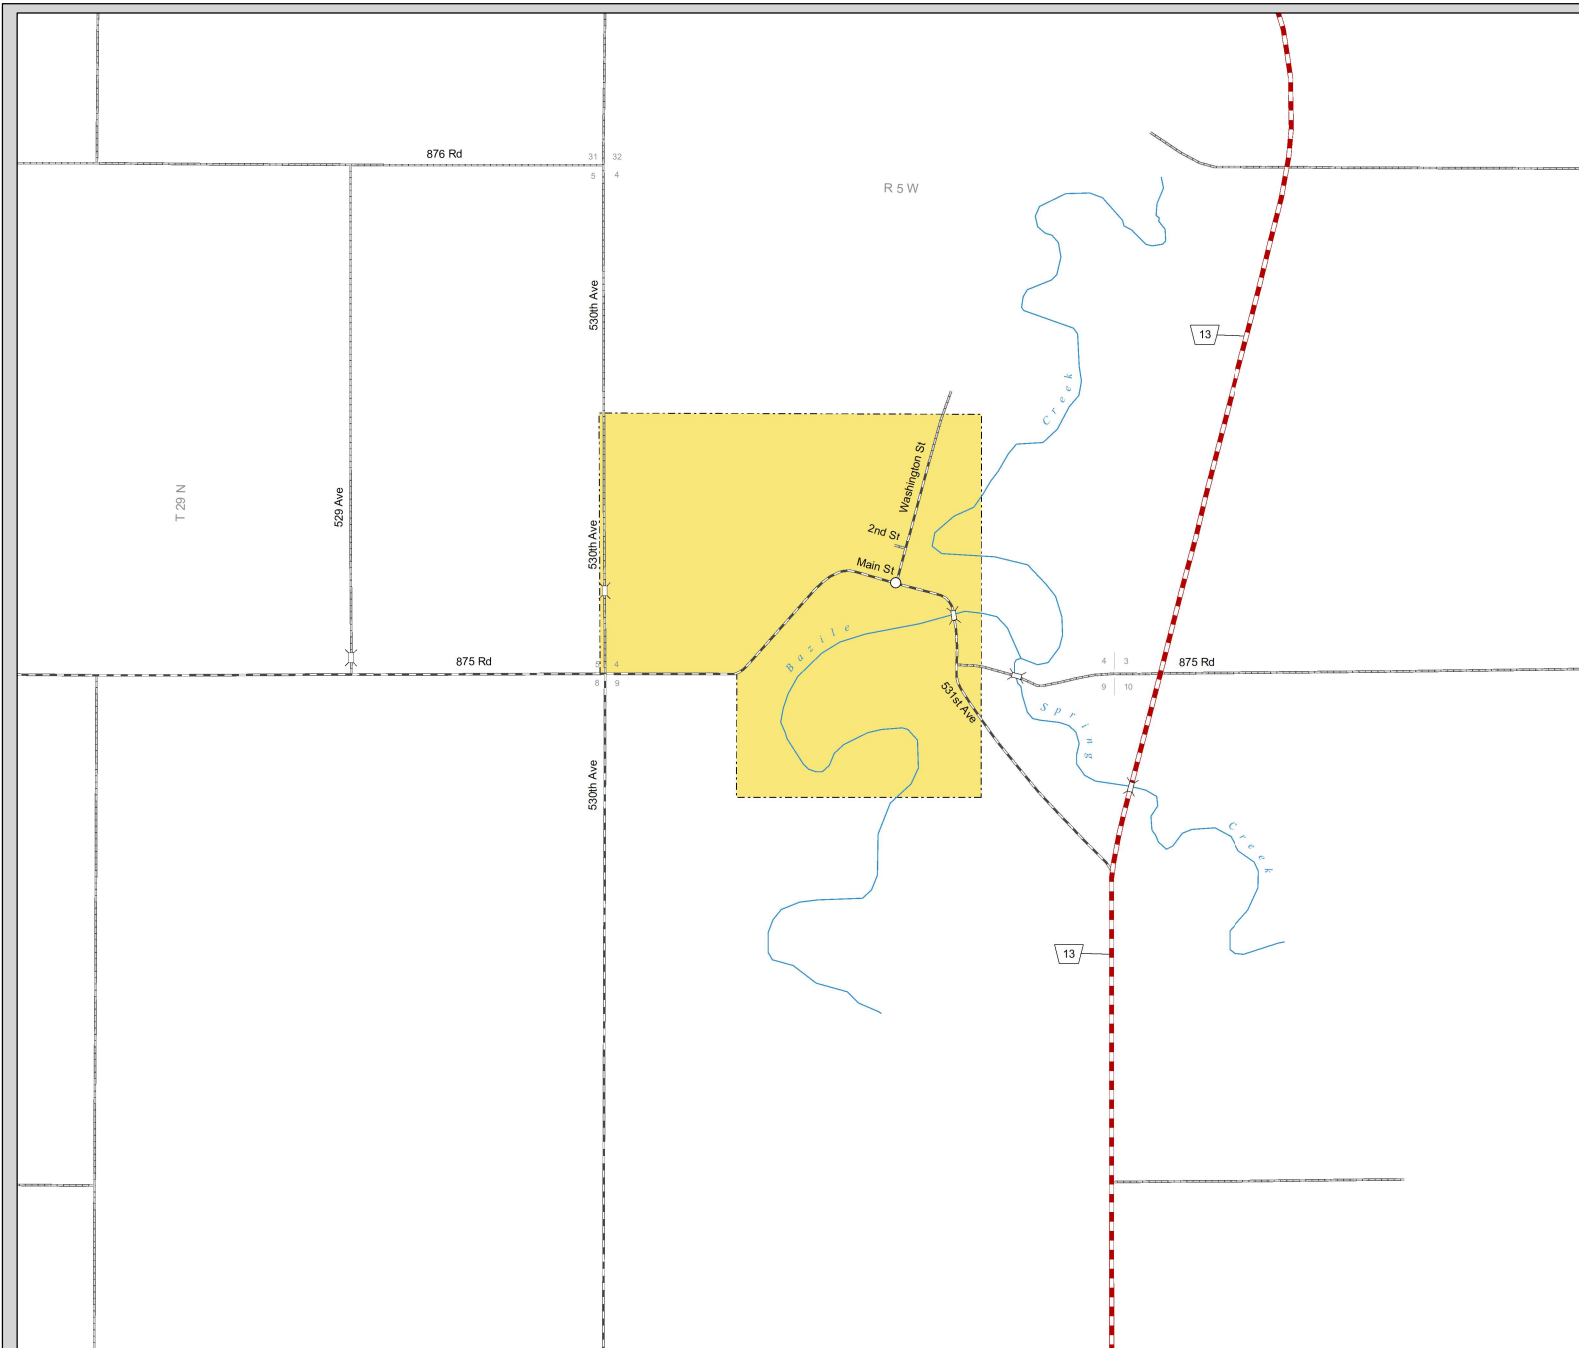 876 Rd
31 32
5 4
R 5 W
530th Ave
13
Creek
T 29 N
529 Ave
530th Ave
Washington St
2nd St
Main St
Bazile
875 Rd
5 4
8 9
4 3
9 10
875 Rd
531st Ave
Spring
530th Ave
Creek
13